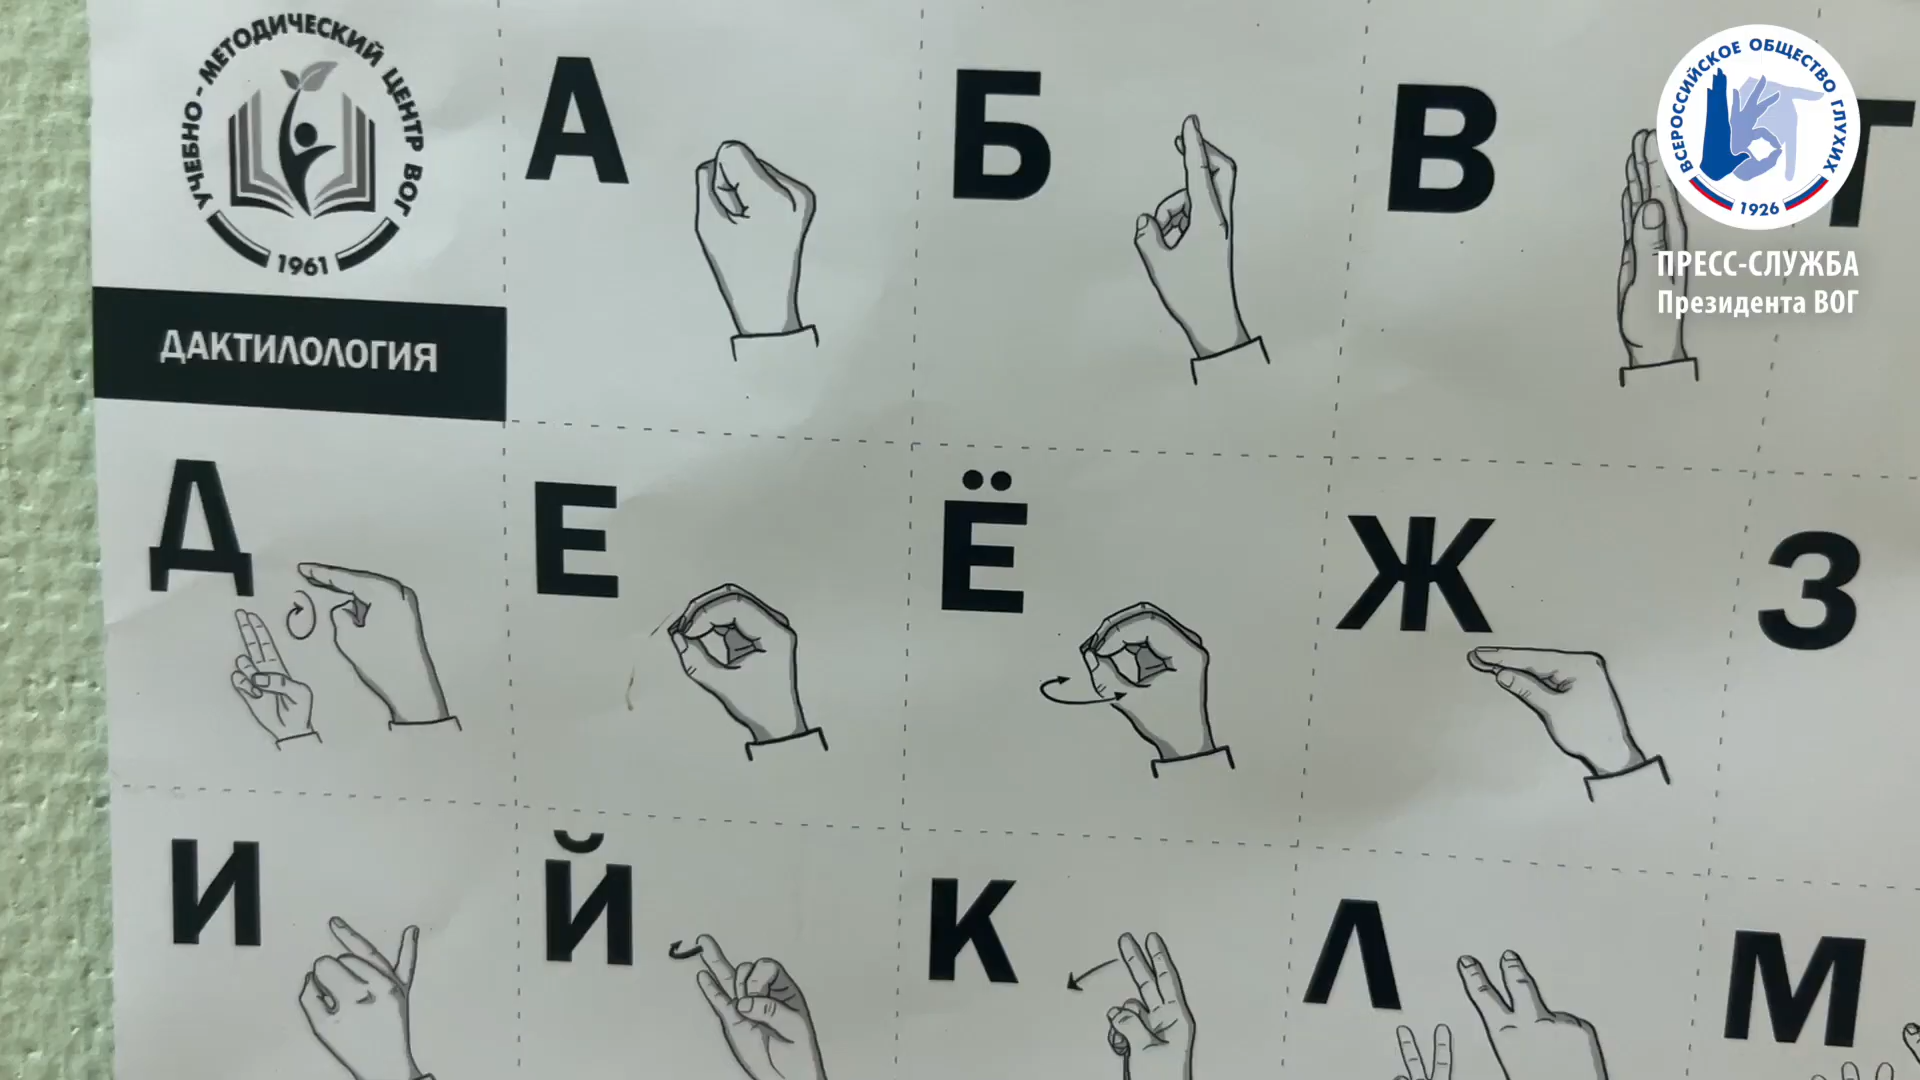 УЧЕБНО-МЕТОДИЧЕСКИЙ ЦЕНТР ВОГ
1961
ДАКТИЛОЛОГИЯ
А Б В Г
Д Е Ё Ж З
И Й К Л М
ВСЕРОССИЙСКОЕ ОБЩЕСТВО ГЛУХИХ
1926
ПРЕСС-СЛУЖБА
Президента ВОГ